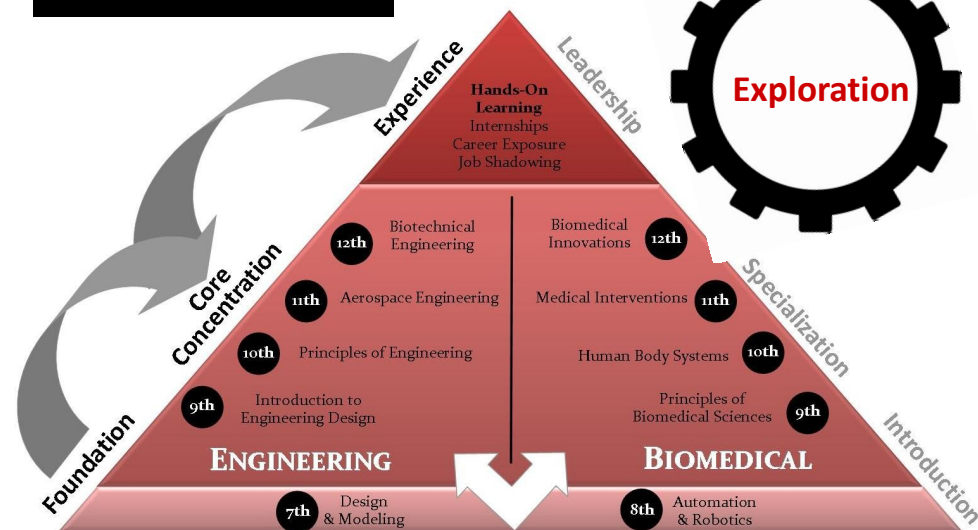 Exploration
Experience
Leadership
Hands-On
Learning
Internships
Career Exposure
Job Shadowing
Core
Concentration
Specialization
12th
Biotechnical
Engineering
11th
Aerospace Engineering
10th
Principles of Engineering
9th
Introduction to
Engineering Design
ENGINEERING
Biomedical
Innovations
12th
Medical Interventions
11th
Human Body Systems
10th
Principles of
Biomedical Sciences
9th
BIOMEDICAL
Foundation
Introduction
7th
Design
& Modeling
8th
Automation
& Robotics